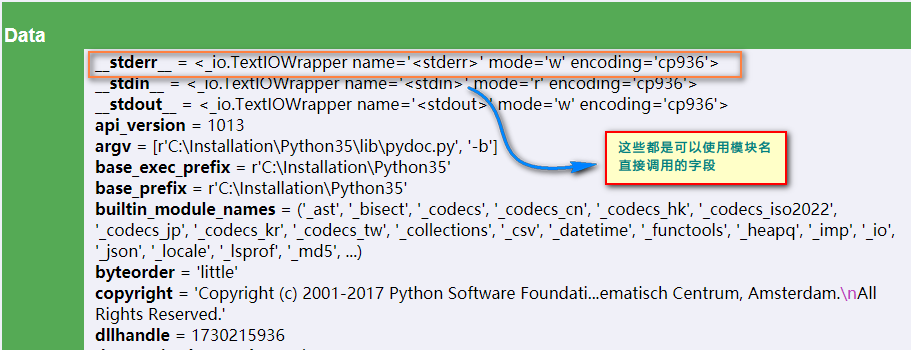 Data
__stderr__ = <_io.TextIOWrapper name='<stderr>' mode='w' encoding='cp936'>
__stdin__ = <_io.TextIOWrapper name='<stdin>' mode='r' encoding='cp936'>
__stdout__ = <_io.TextIOWrapper name='<stdout>' mode='w' encoding='cp936'>
api_version = 1013
argv = [r'C:\Installation\Python35\lib\pydoc.py', '-b']
base_exec_prefix = r'C:\Installation\Python35'
base_prefix = r'C:\Installation\Python35'
这些都是可以使用模块名
直接调用的字段
builtin_module_names = ('_ast', '_bisect', '_codecs', '_codecs_cn', '_codecs_hk', '_codecs_iso2022',
'_codecs_jp', '_codecs_kr', '_codecs_tw', '_collections', '_csv', '_datetime', '_functools', '_heapq', '_imp', '_io',
'_json', '_locale', '_lsprof', '_md5', ...)
byteorder = 'little'
copyright = 'Copyright (c) 2001-2017 Python Software Foundati...ematisch Centrum, Amsterdam.\nAll
Rights Reserved.'
dllhandle = 1730215936